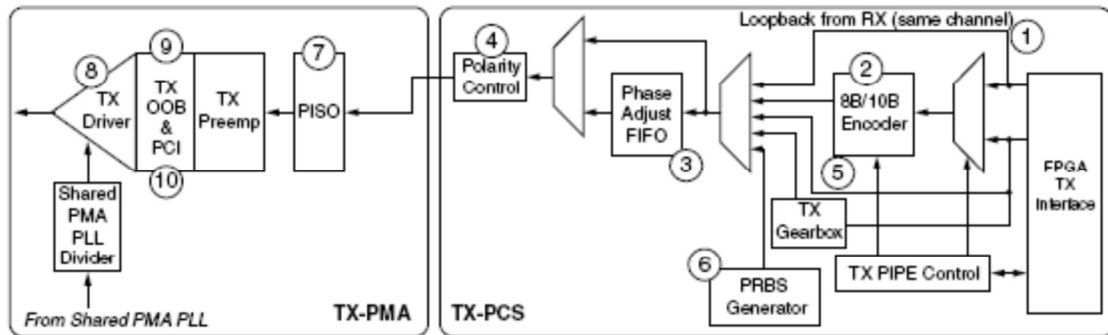 Loopback from RX (same channel)
1
9
8
TX
Driver
TX
OOB
&
PCI
10
TX
Preemp
7
PISO
Shared
PMA
PLL
Divider
From Shared PMA PLL
TX-PMA
4
Polarity
Control
Phase
Adjust
FIFO
3
2
8B/10B
Encoder
5
TX
Gearbox
6
PRBS
Generator
TX PIPE Control
FPGA
TX
Interface
TX-PCS